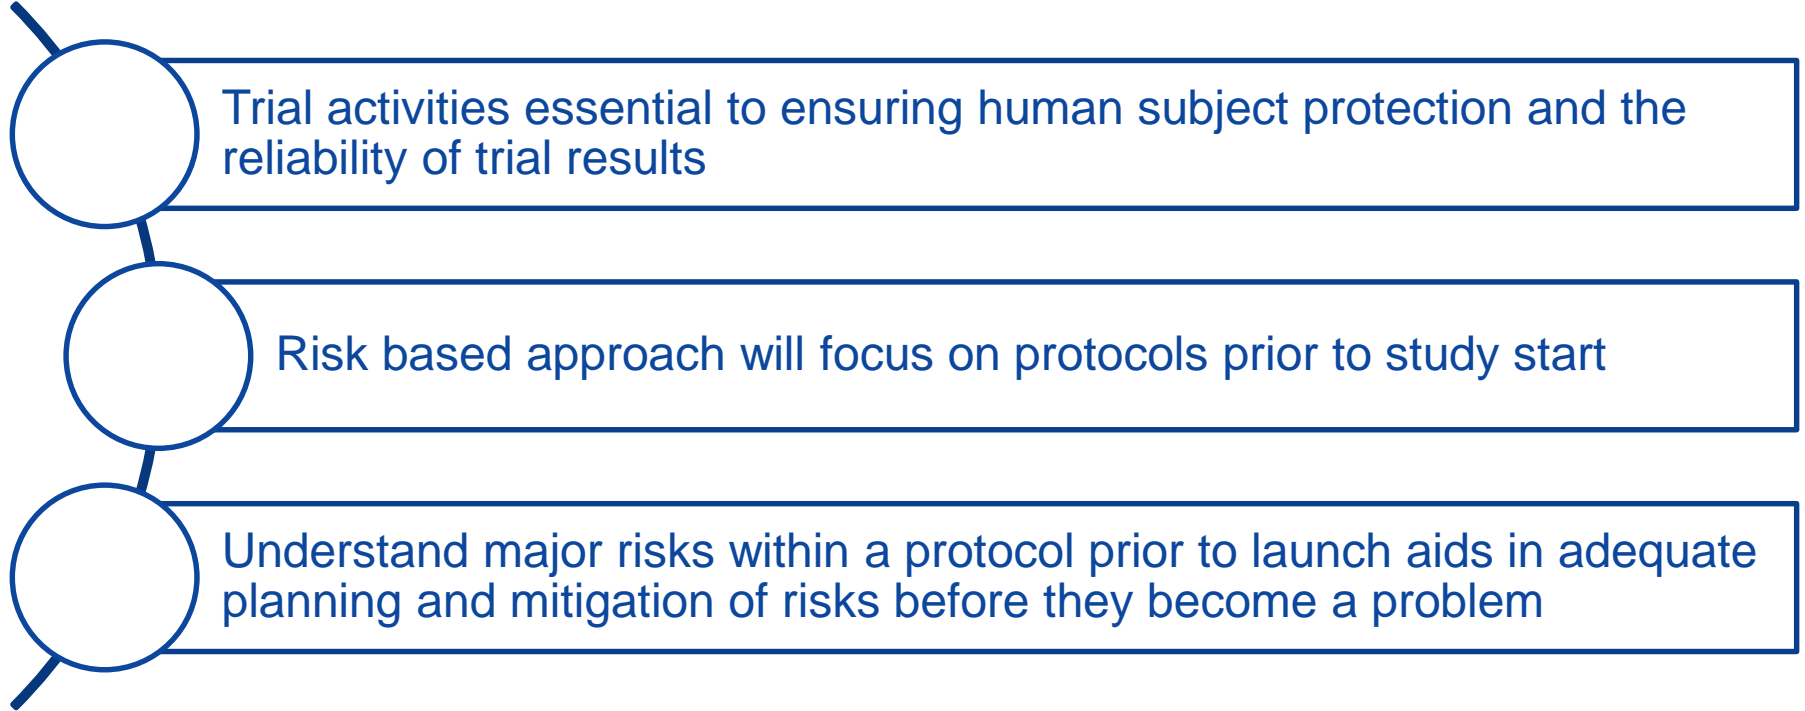 Trial activities essential to ensuring human subject protection and the
reliability of trial results
Risk based approach will focus on protocols prior to study start
Understand major risks within a protocol prior to launch aids in adequate
planning and mitigation of risks before they become a problem